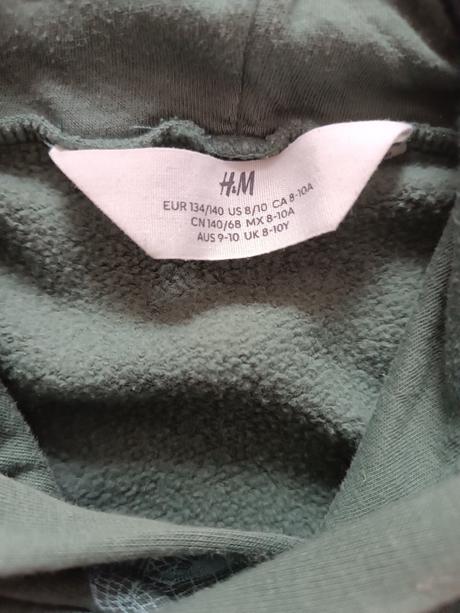 H&M
EUR 134/140 US 8/10 CA 8-10A
CN 140/68 MX 8-10A
AUS 9-10 UK 8-10Y